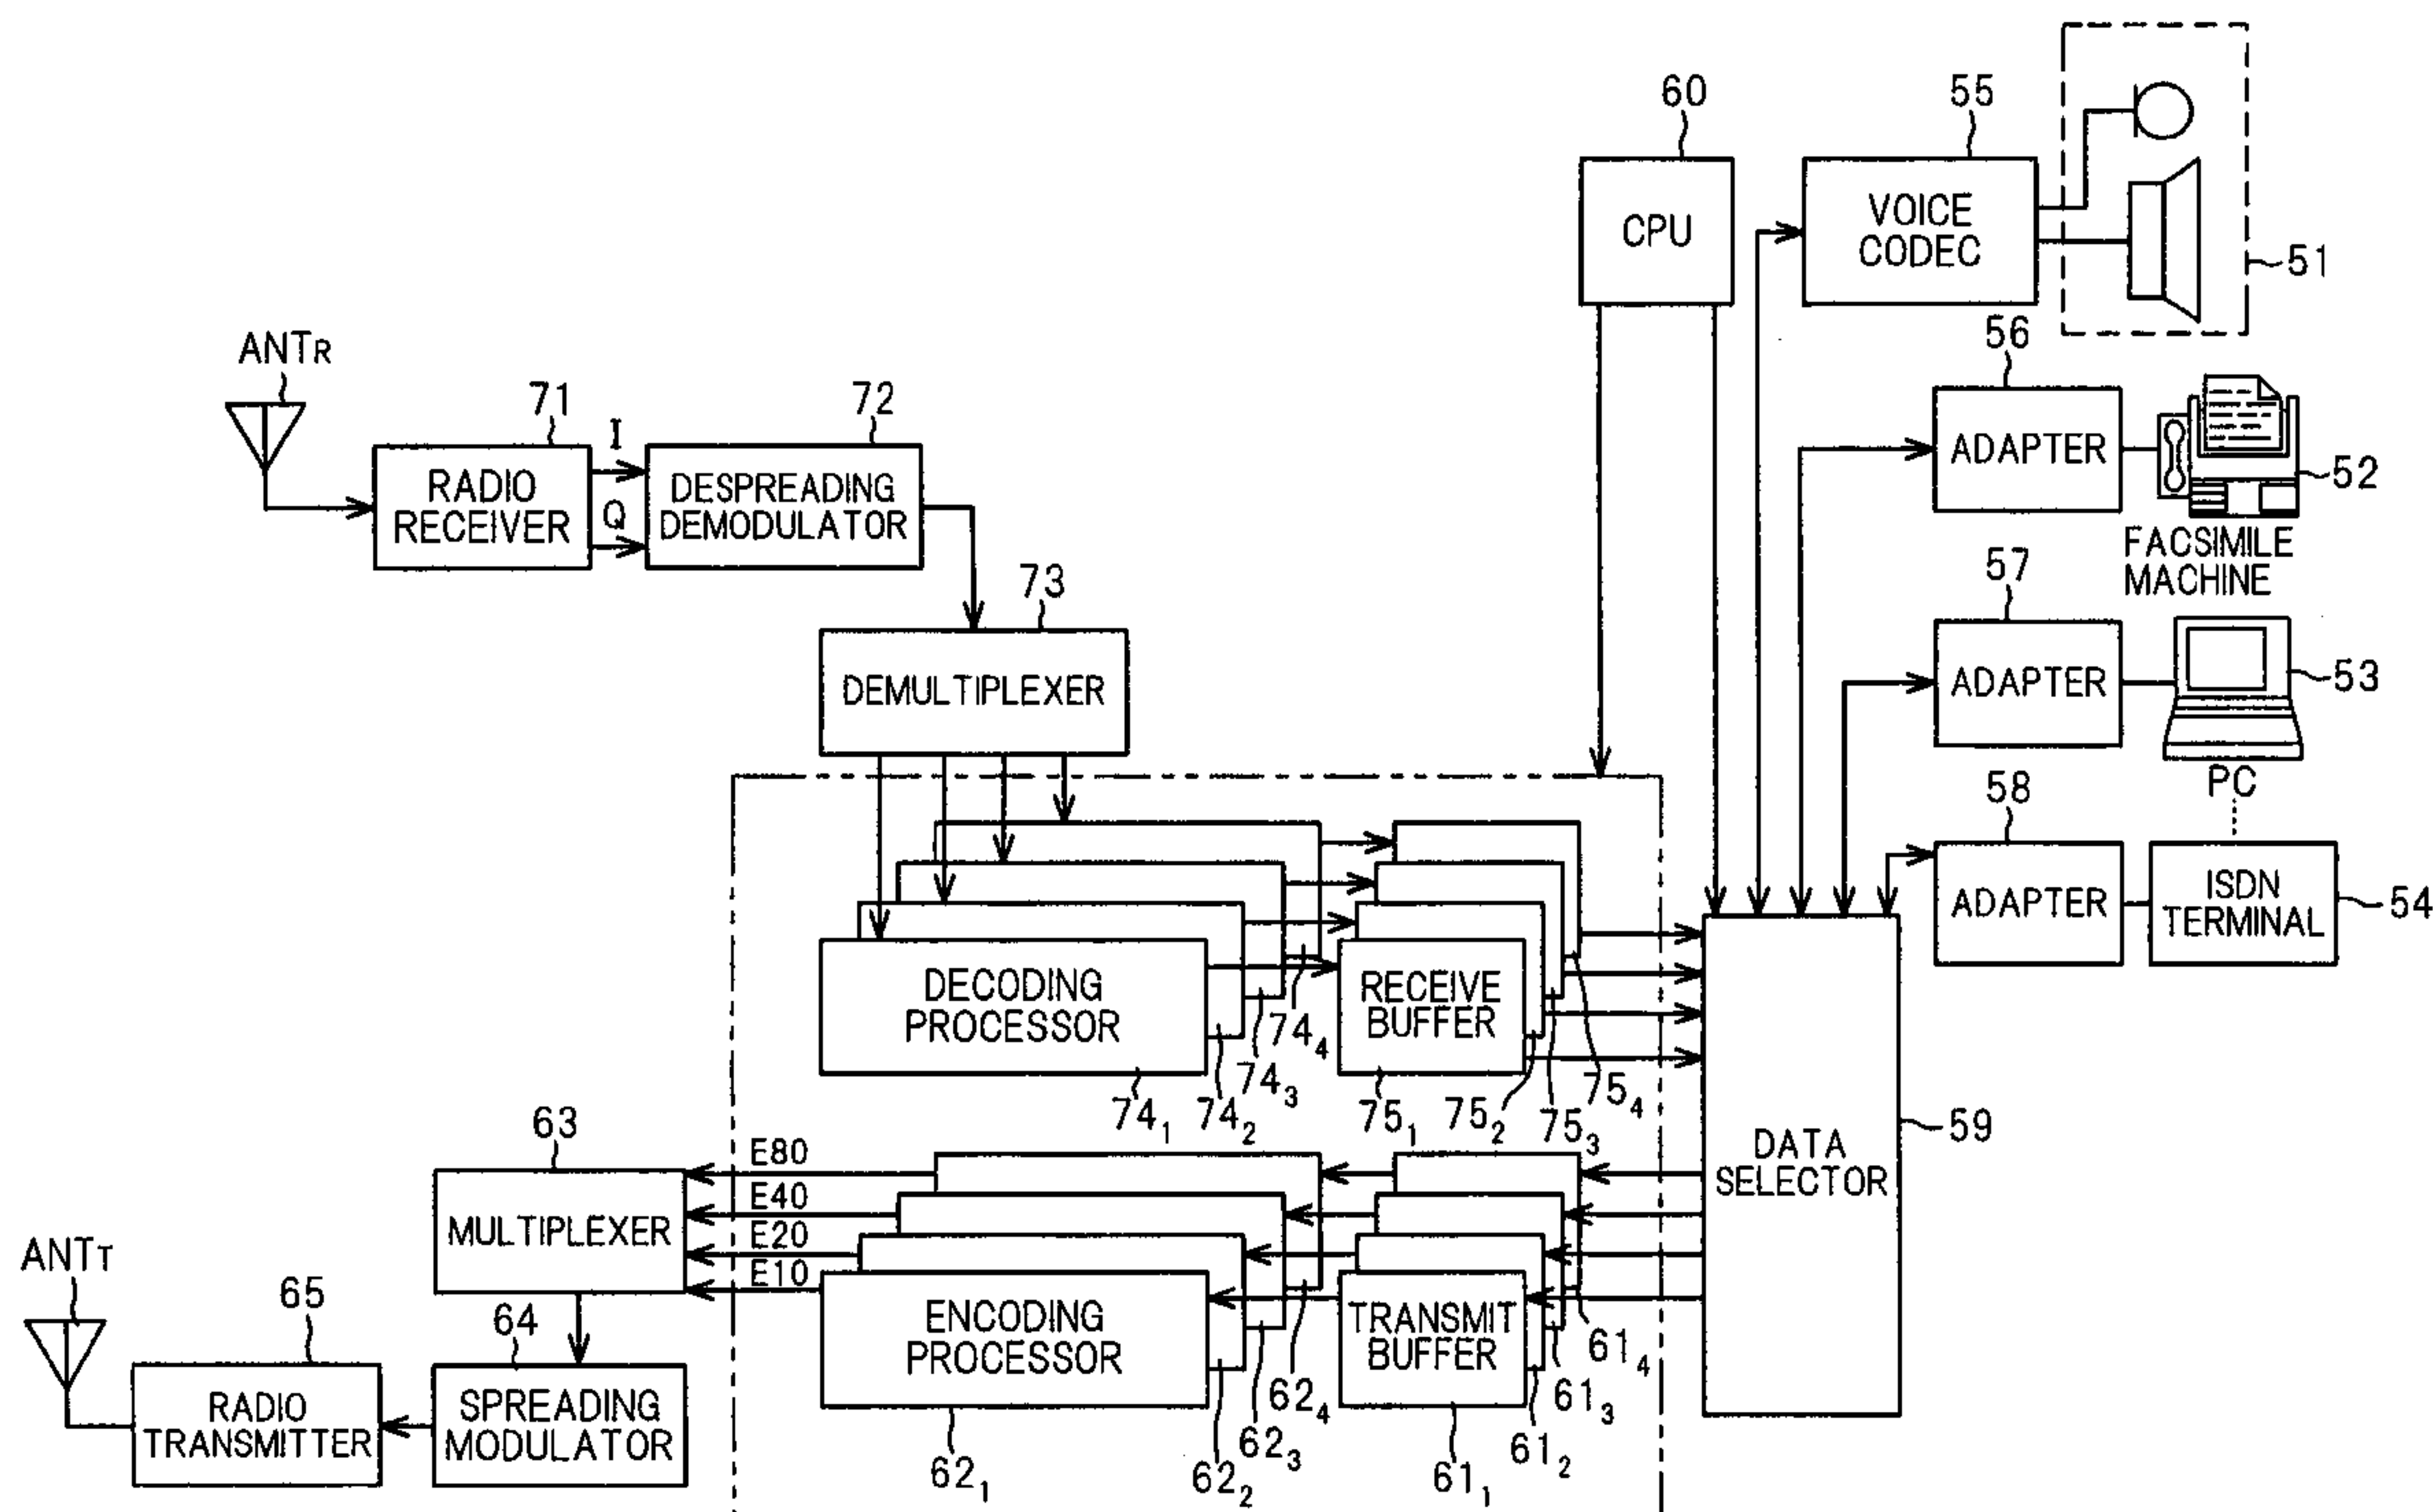 60
55
CPU
VOICE
CODEC
51
ANTR
56
71
I
72
ADAPTER
52
RADIO
RECEIVER
Q
DESPREADING
DEMODULATOR
FACSIMILE
MACHINE
57
73
ADAPTER
53
DEMULTIPLEXER
PC
58
ADAPTER
ISDN
TERMINAL
54
DECODING
PROCESSOR
RECEIVE
BUFFER
74₁
74₂
74₃
74₄
75₁
75₂
75₃
75₄
59
DATA
SELECTOR
63
E80
E40
E20
E10
MULTIPLEXER
ANTT
65
64
ENCODING
PROCESSOR
TRANSMIT
BUFFER
RADIO
TRANSMITTER
SPREADING
MODULATOR
62₁
62₂
62₃
62₄
61₁
61₂
61₃
61₄